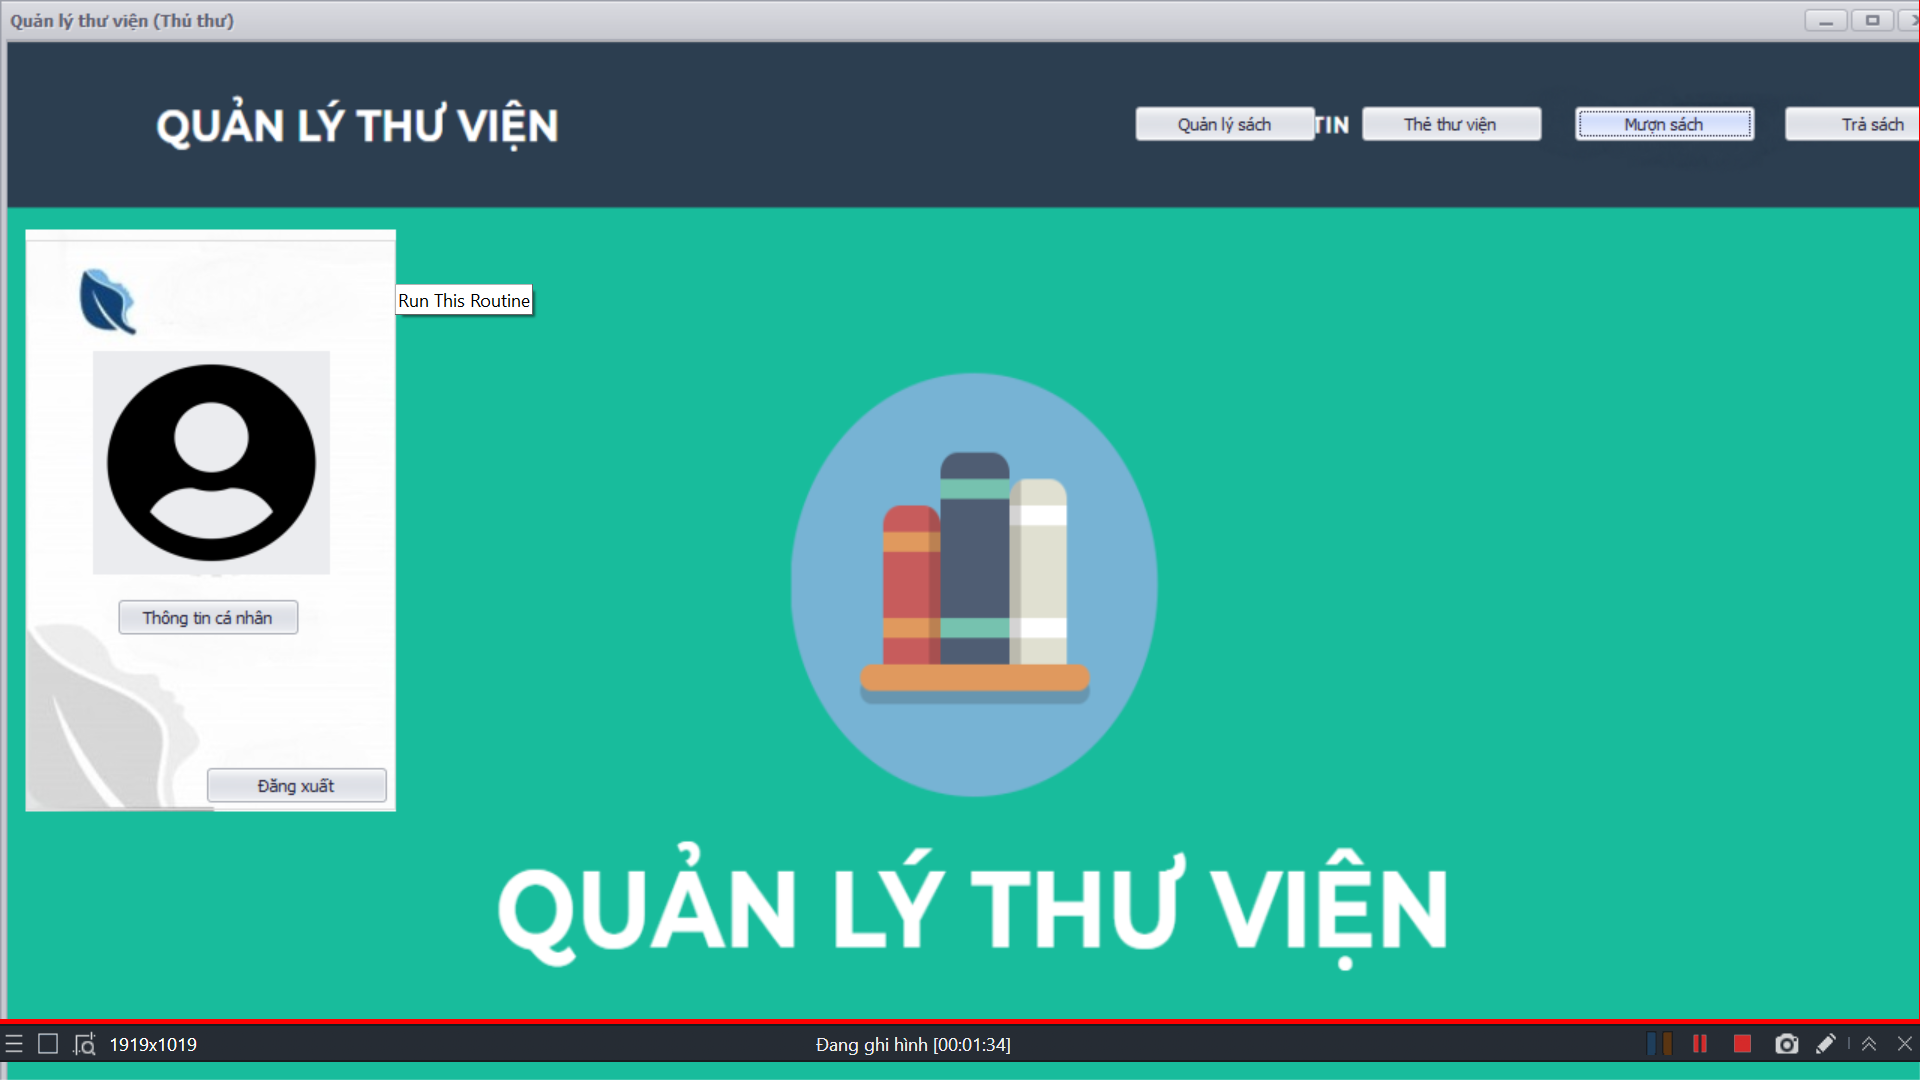 Quản lý thư viện (Thủ thư)
QUẢN LÝ THƯ VIỆN
Quản lý sách
TIN
Thẻ thư viện
Mượn sách
Trả sách
Run This Routine
Thông tin cá nhân
Đăng xuất
QUẢN LÝ THƯ VIỆN
1919x1019
Đang ghi hình [00:01:34]